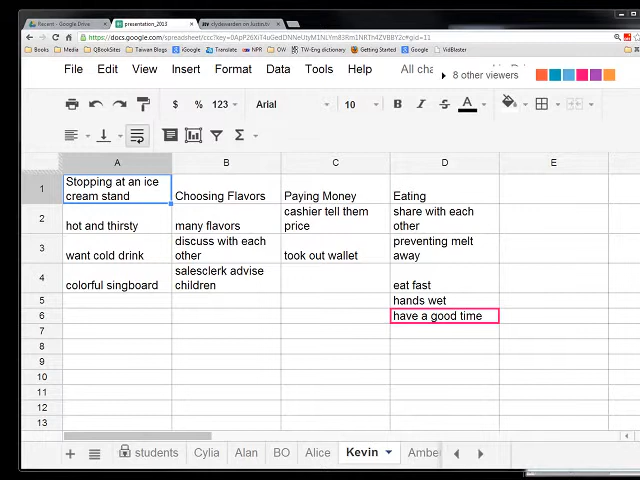 Recent - Google Drive
presentation_2013
clydewarden on Justin.tv
https://docs.google.com/spreadsheet/ccc?key=
Books
Media
QBookSites
Taiwan Blogs
iGoogle
Translate
NPR
OW
TW-Eng dictionary
Getting Started
Google
VidBlaster
File Edit View Insert Format Data Tools Help All cha
8 other viewers
$ % 123 Arial 10 B I S A
A B C D E
1 Stopping at an ice cream stand Choosing Flavors Paying Money Eating
2 hot and thirsty many flavors cashier tell them price share with each other
3 want cold drink discuss with each other took out wallet preventing melt away
4 colorful singboard salesclerk advise children eat fast
5 hands wet
6 have a good time
7
8
9
10
11
12
13
students Cylia Alan BO Alice Kevin Ambe